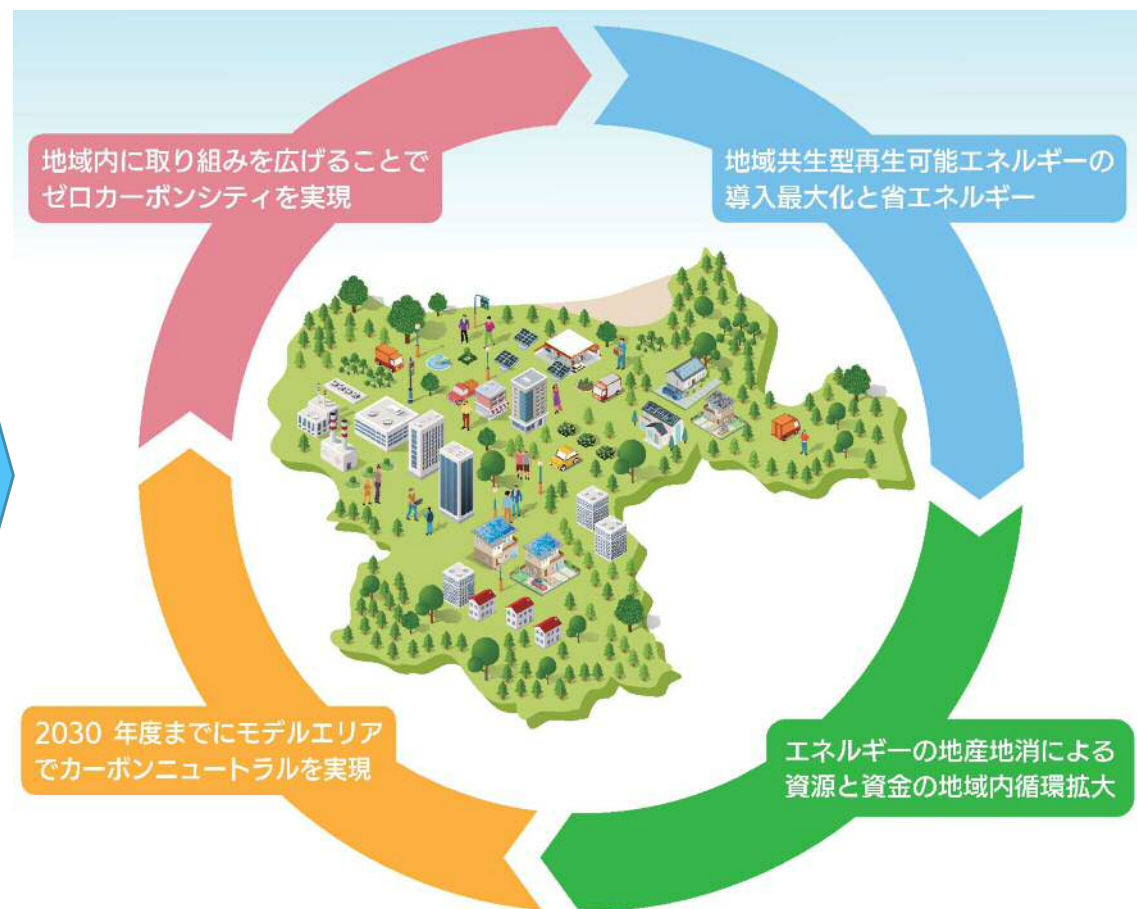 地域内に取り組みを広げることで
ゼロカーボンシティを実現
地域共生型再生可能エネルギーの
導入最大化と省エネルギー
2030 年度までにモデルエリア
でカーボンニュートラルを実現
エネルギーの地産地消による
資源と資金の地域内循環拡大